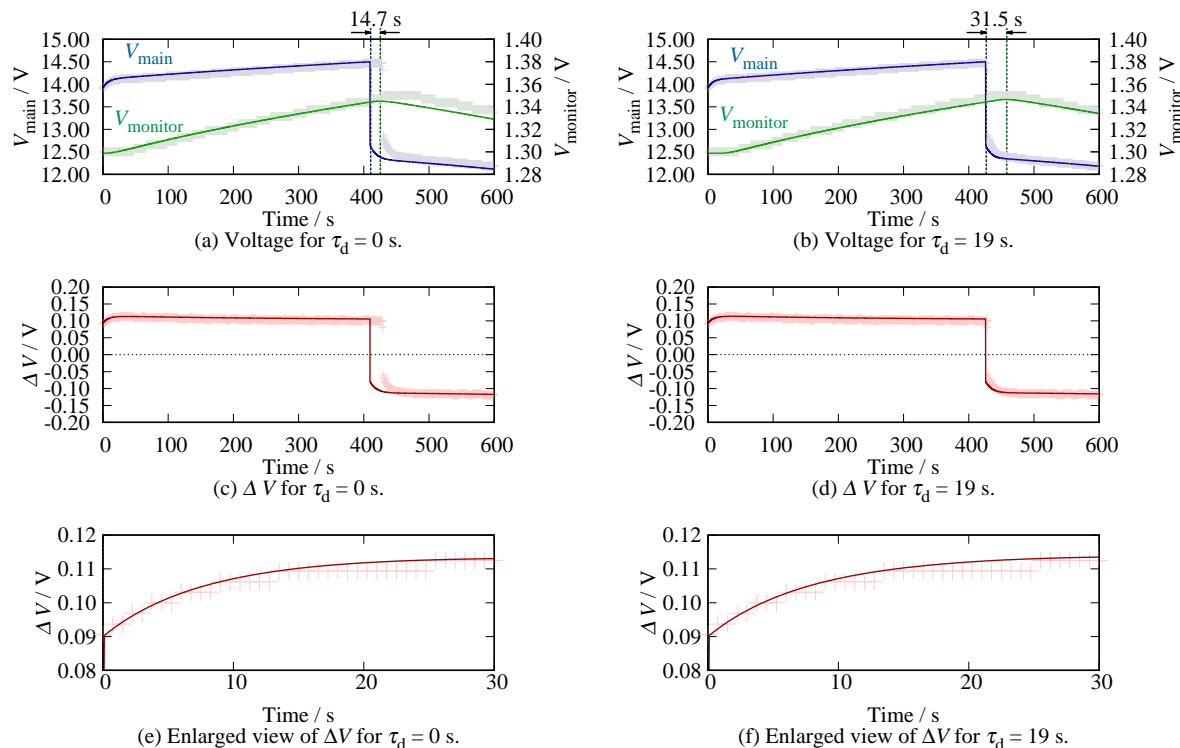 14.7 s
15.00 1.40
14.50 1.38
14.00 1.36
13.50 1.34
13.00 1.32
12.50 1.30
12.00 1.28
V_main / V
V_monitor / V
V_main
V_monitor
0 100 200 300 400 500 600
Time / s
(a) Voltage for τ_d = 0 s.
31.5 s
15.00 1.40
14.50 1.38
14.00 1.36
13.50 1.34
13.00 1.32
12.50 1.30
12.00 1.28
V_main / V
V_monitor / V
V_main
V_monitor
0 100 200 300 400 500 600
Time / s
(b) Voltage for τ_d = 19 s.
0.20
0.15
0.10
0.05
0.00
-0.05
-0.10
-0.15
-0.20
Δ V / V
0 100 200 300 400 500 600
Time / s
(c) Δ V for τ_d = 0 s.
0.20
0.15
0.10
0.05
0.00
-0.05
-0.10
-0.15
-0.20
Δ V / V
0 100 200 300 400 500 600
Time / s
(d) Δ V for τ_d = 19 s.
0.12
0.11
0.10
0.09
0.08
Δ V / V
0 10 20 30
Time / s
(e) Enlarged view of ΔV for τ_d = 0 s.
0.12
0.11
0.10
0.09
0.08
Δ V / V
0 10 20 30
Time / s
(f) Enlarged view of ΔV for τ_d = 19 s.